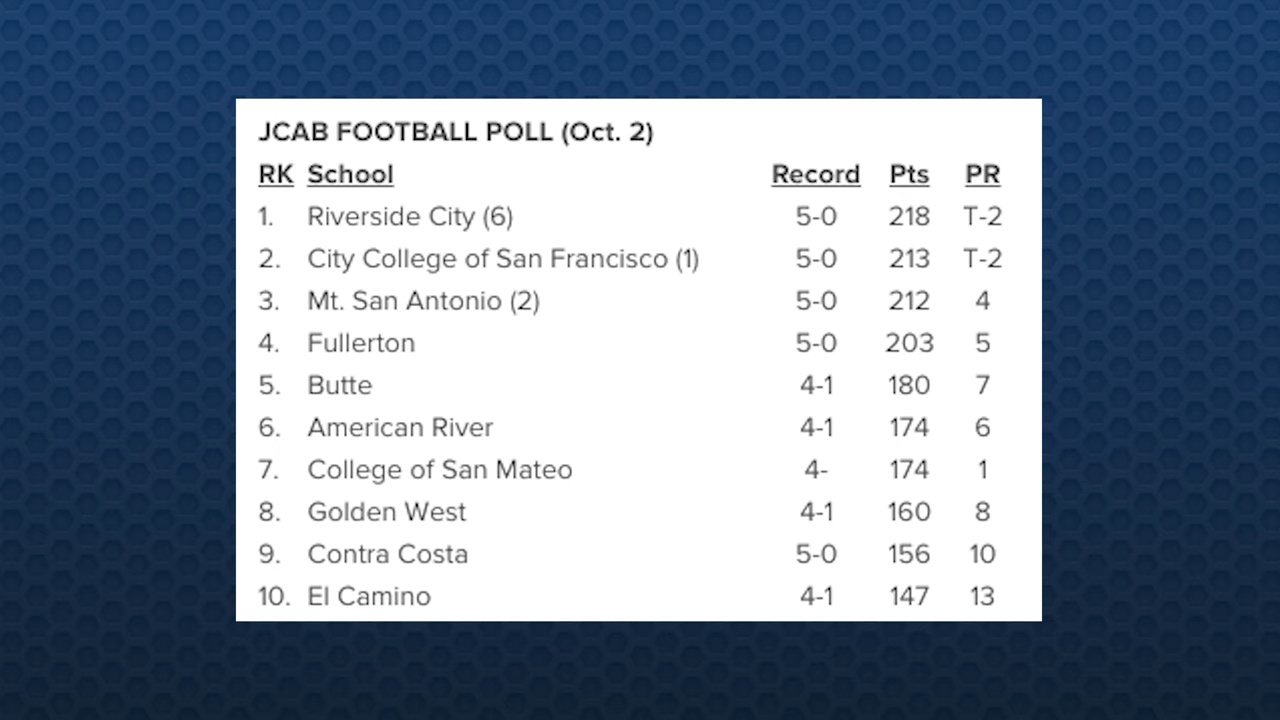 JCAB FOOTBALL POLL (Oct. 2)
RK School Record Pts PR
1. Riverside City (6) 5-0 218 T-2
2. City College of San Francisco (1) 5-0 213 T-2
3. Mt. San Antonio (2) 5-0 212 4
4. Fullerton 5-0 203 5
5. Butte 4-1 180 7
6. American River 4-1 174 6
7. College of San Mateo 4- 174 1
8. Golden West 4-1 160 8
9. Contra Costa 5-0 156 10
10. El Camino 4-1 147 13